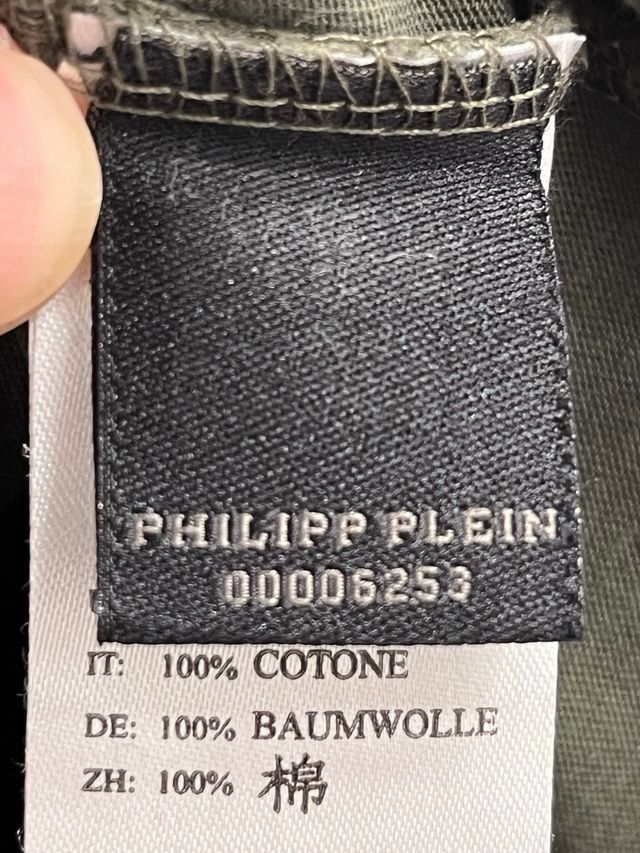 PHILIPP PLEIN
00006253
IT: 100% COTONE
DE: 100% BAUMWOLLE
ZH: 100% 棉